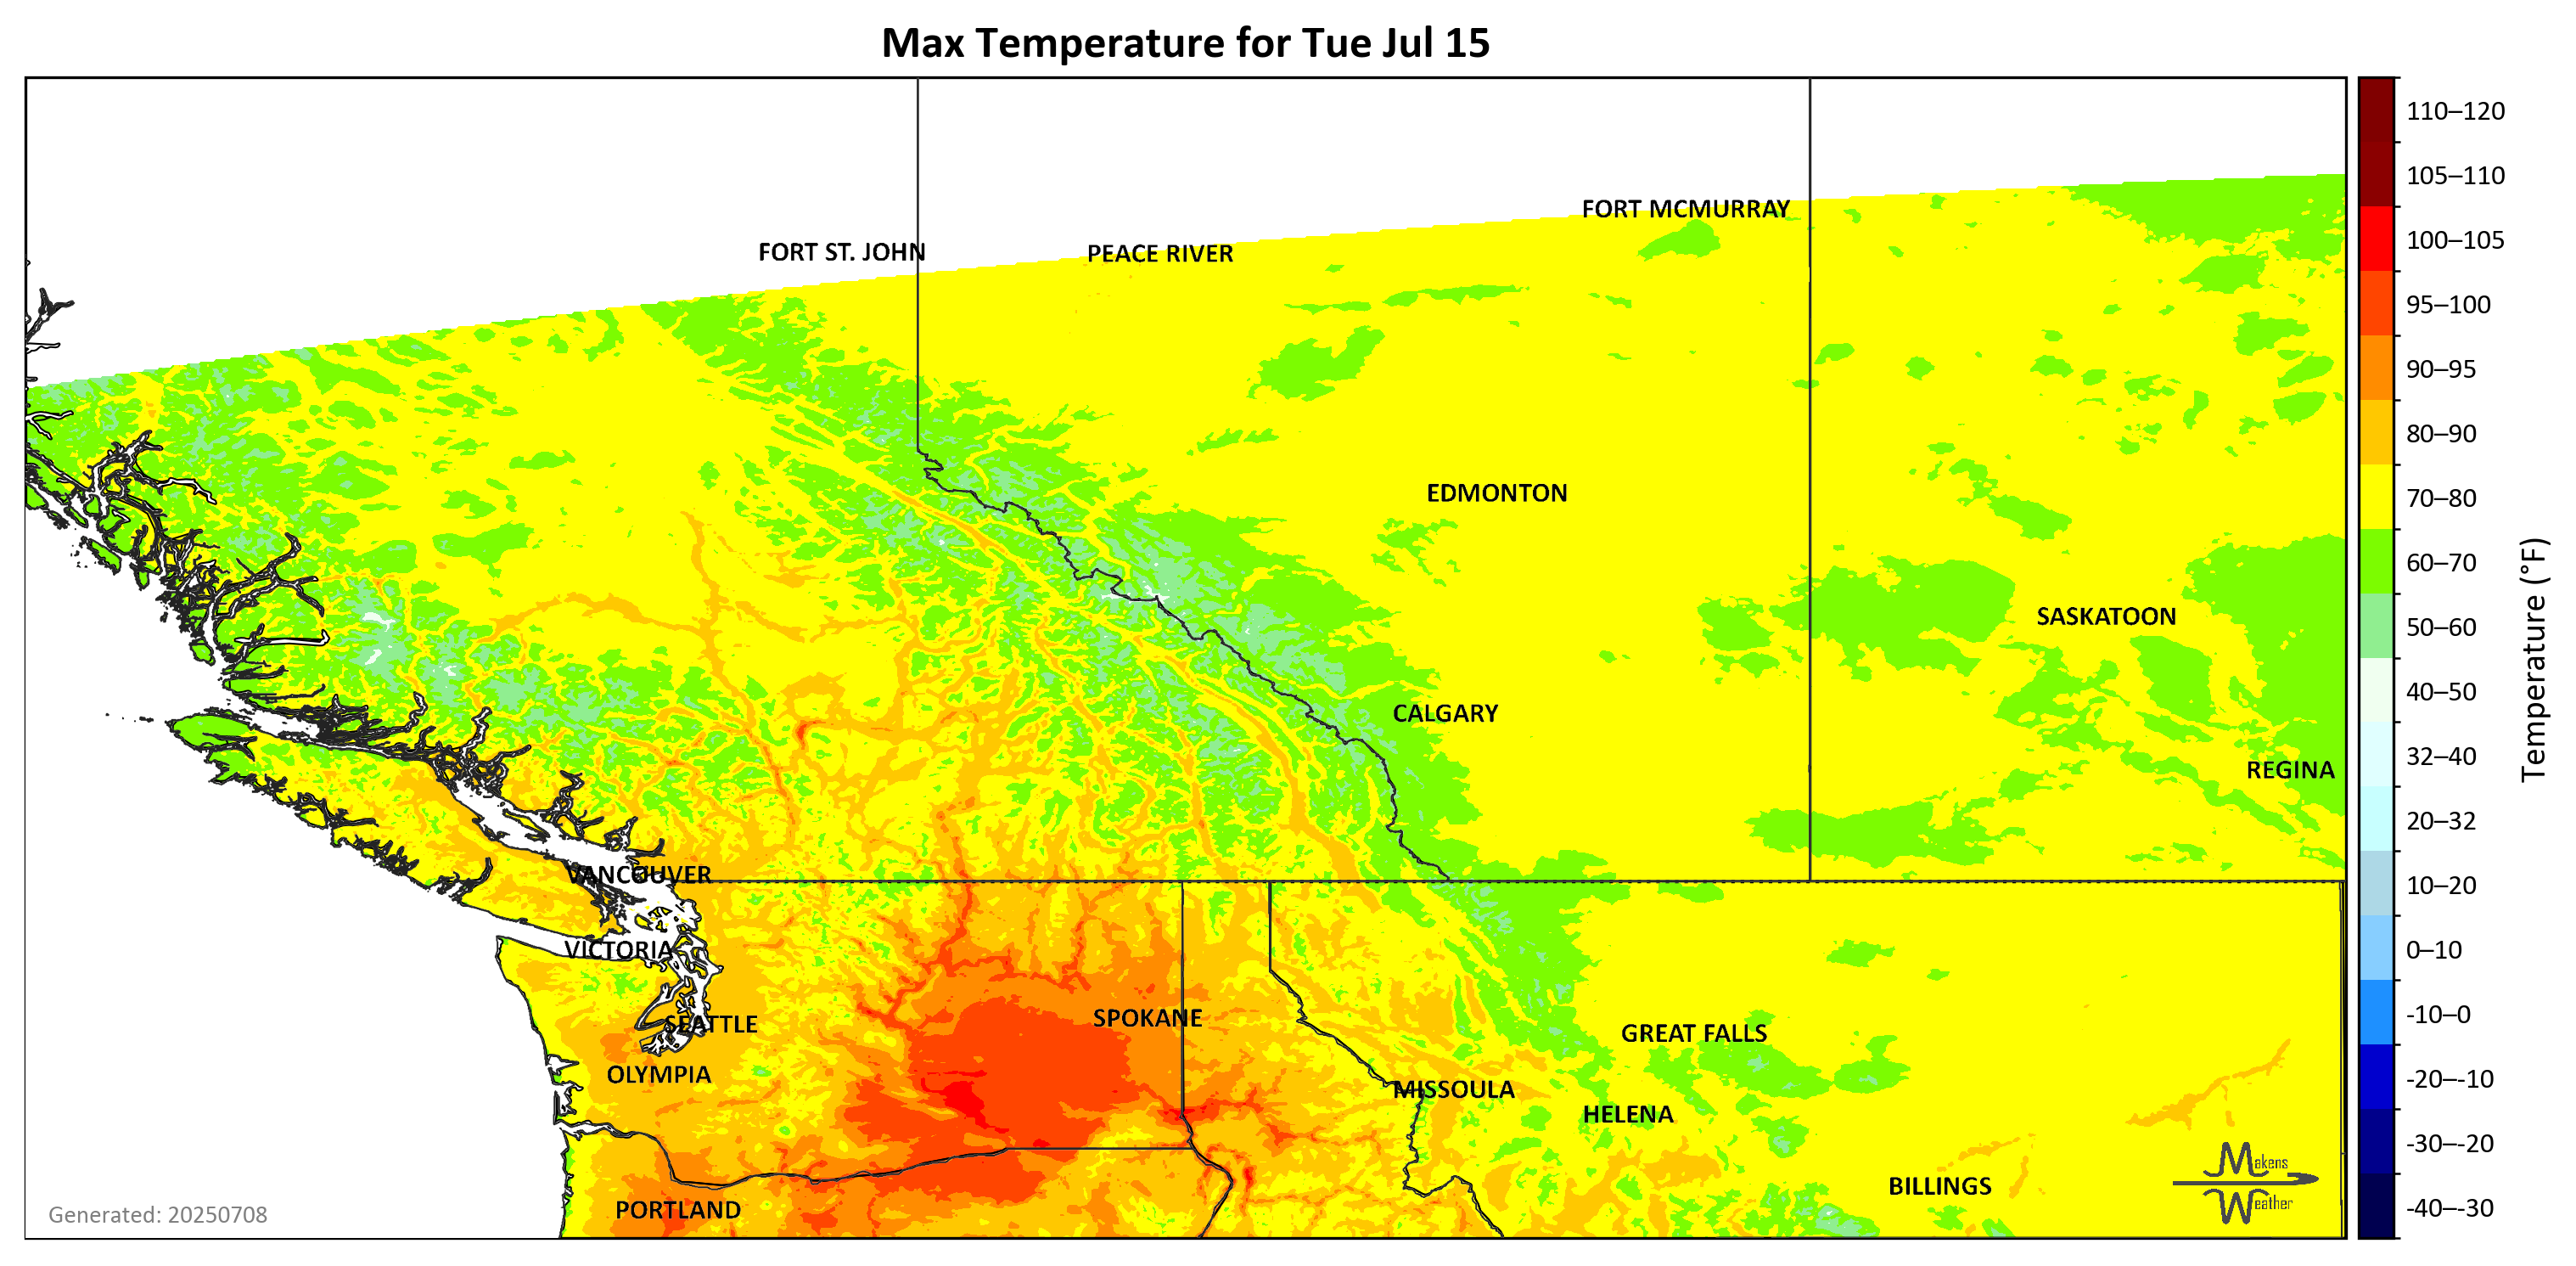 Max Temperature for Tue Jul 15
FORT MCMURRAY
FORT ST. JOHN
PEACE RIVER
EDMONTON
SASKATOON
CALGARY
REGINA
VANCOUVER
VICTORIA
SPOKANE
SEATTLE
GREAT FALLS
OLYMPIA
MISSOULA
HELENA
BILLINGS
PORTLAND
Makens
Weather
Generated: 20250708
110–120
105–110
100–105
95–100
90–95
80–90
70–80
60–70
50–60
40–50
32–40
20–32
10–20
0–10
-10–0
-20–-10
-30–-20
-40–-30
Temperature (°F)